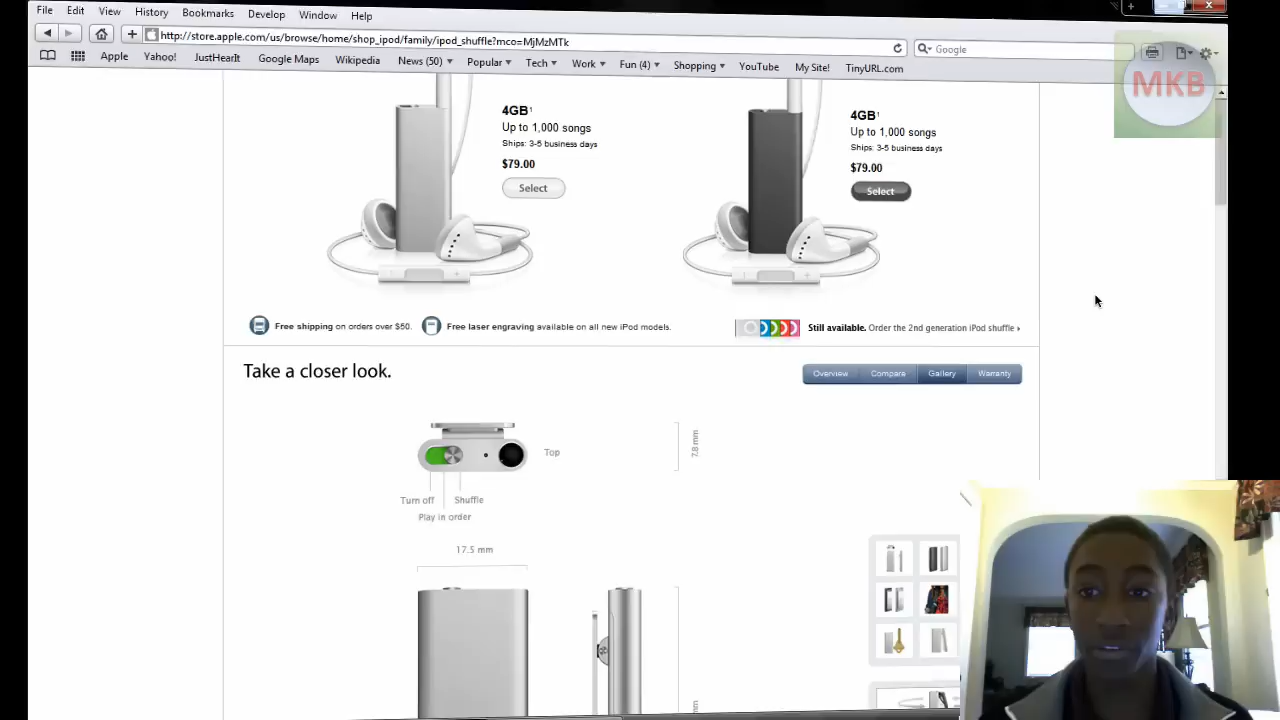 File Edit View History Bookmarks Develop Window Help
http://store.apple.com/us/browse/home/shop_ipod/family/ipod_shuffle?mco=MjMzMTk
Google
Apple Yahoo! JustHearIt Google Maps Wikipedia News (50) Popular Tech Work Fun (4) Shopping YouTube My Site! TinyURL.com
MKB
4GB¹
Up to 1,000 songs
Ships: 3-5 business days
$79.00
Select
4GB¹
Up to 1,000 songs
Ships: 3-5 business days
$79.00
Select
Free shipping on orders over $50.
Free laser engraving available on all new iPod models.
Still available. Order the 2nd generation iPod shuffle
Take a closer look.
Overview Compare Gallery Warranty
Top
7.8 mm
Turn off Shuffle
Play in order
17.5 mm